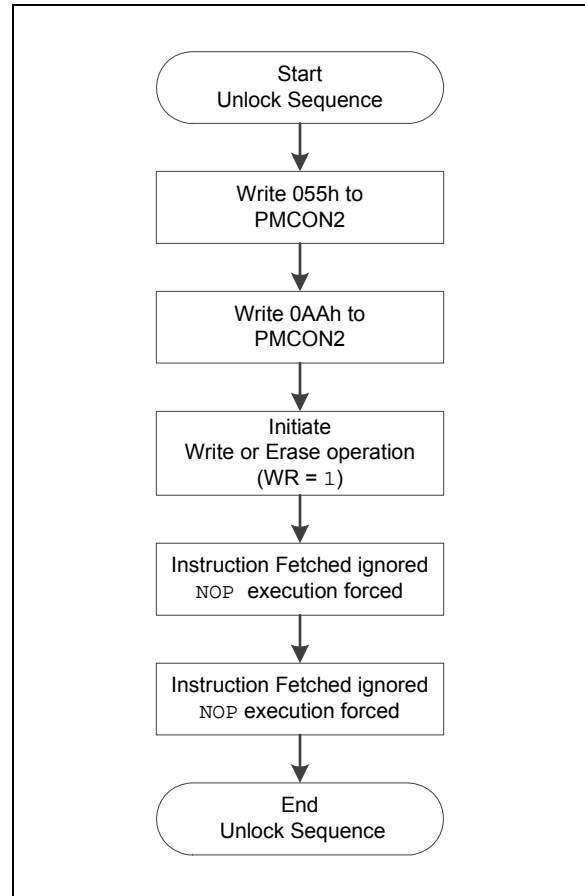 Start
Unlock Sequence
Write 055h to
PMCON2
Write 0AAh to
PMCON2
Initiate
Write or Erase operation
(WR = 1)
Instruction Fetched ignored
NOP execution forced
Instruction Fetched ignored
NOP execution forced
End
Unlock Sequence